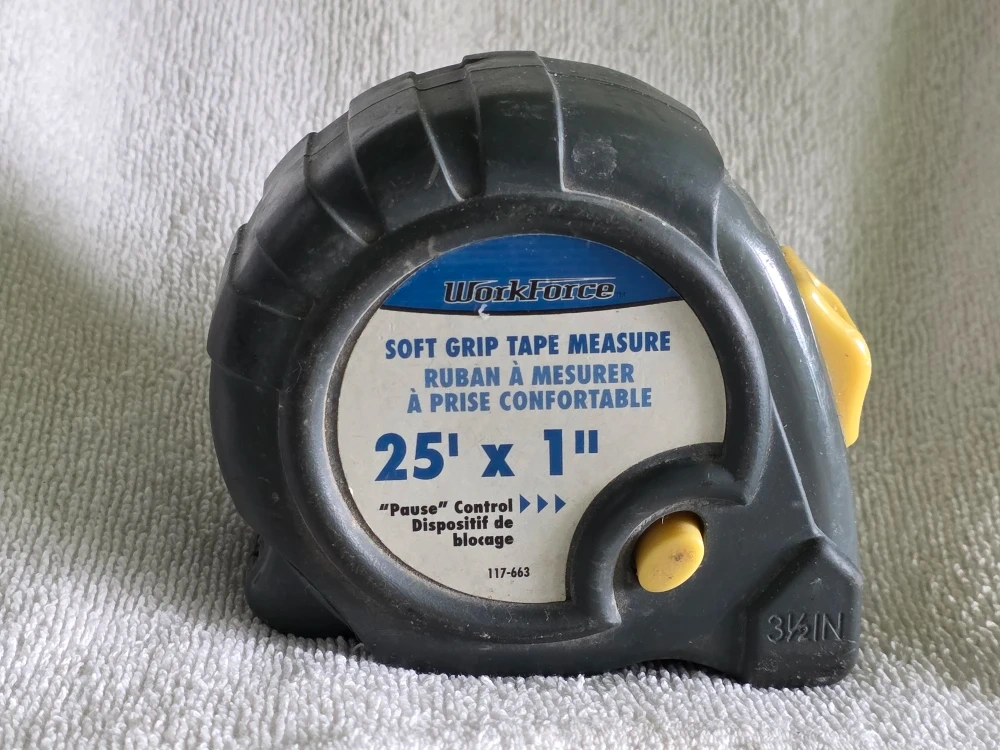 WORKFORCE
SOFT GRIP TAPE MEASURE
RUBAN À MESURER
À PRISE CONFORTABLE
25' x 1"
"Pause" Control
Dispositif de
blocage
117-663
3½IN